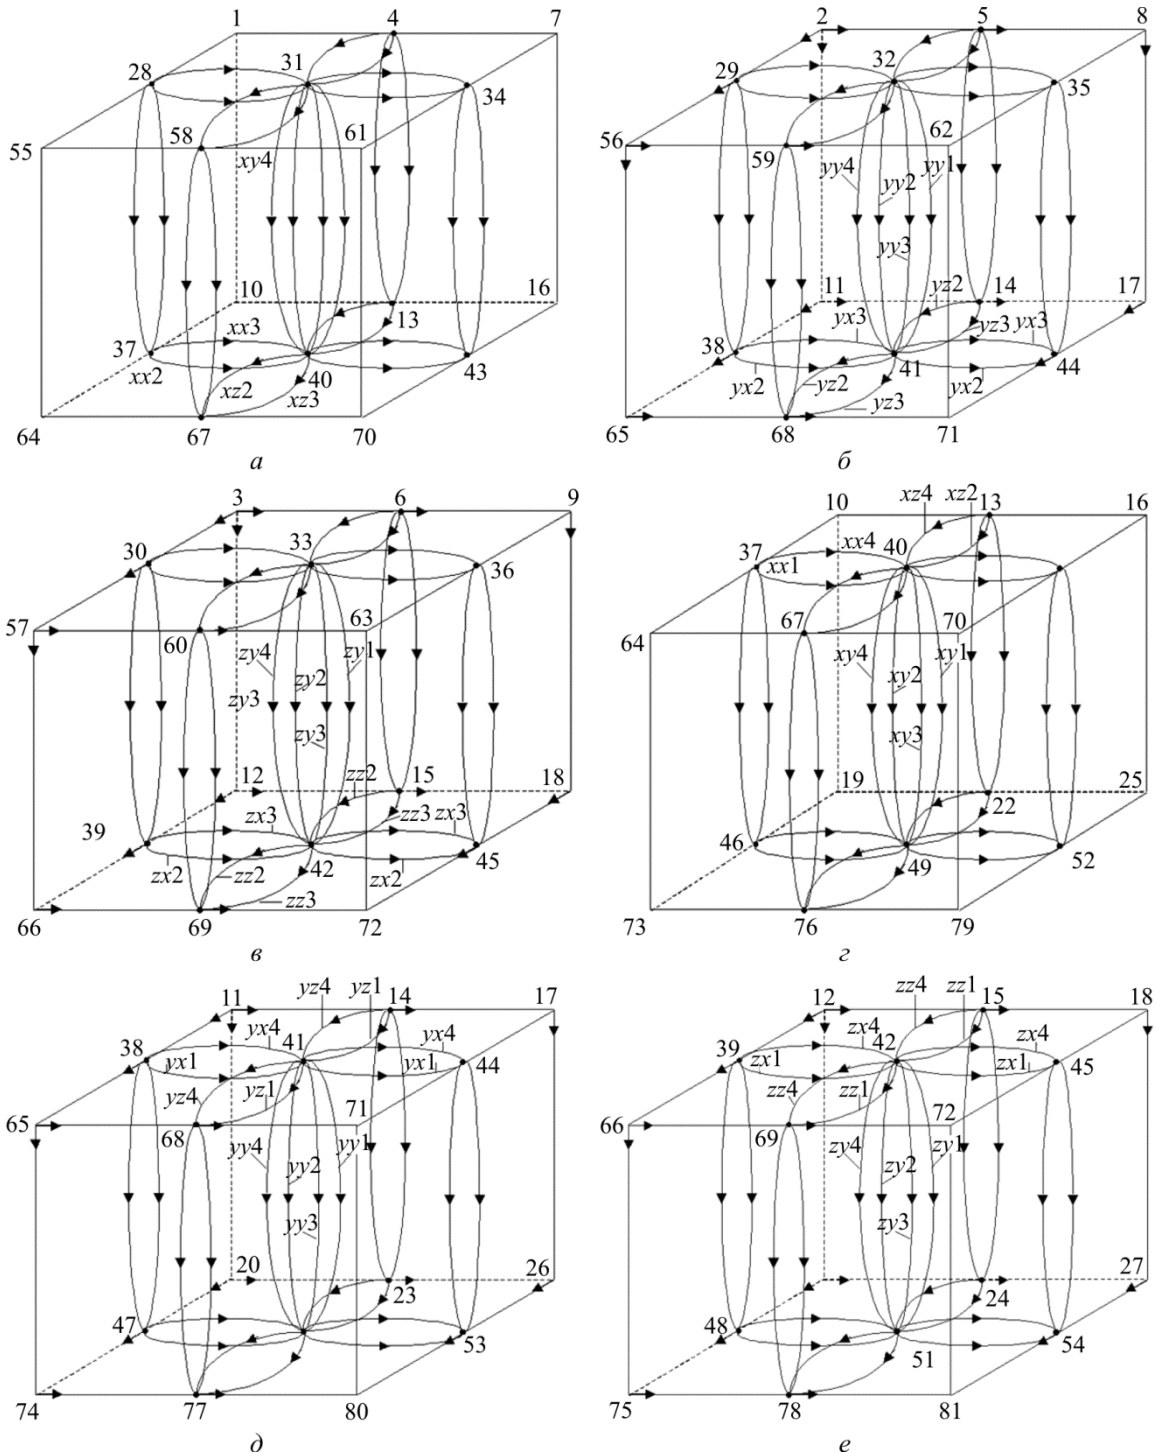 1 4 7
28 31 34
58 61
55
xy4
10 16
13
xx3
37
xx2 40 43
xz2
xz3
64 67 70
а
2 5 8
29 32 35
56 62
59
yy4 yy2 yy1
yy3
yz2
11 14 17
yx3 yz3 yx3
38 41 44
yx2 yz2 yx2
yz3
65 68 71
б
3 6 9
30 33 36
57 63
60
zy4 zy1
zy2
zy3
zy3
zz2
12 15 18
39 zx3 zz3 zx3
42 45
zx2 zz2 zx2
zz3
66 69 72
в
xz4 xz2
10 13 16
37 xx4 40
xx1
67 70
64
xy4 xy2 xy1
xy3
19 25
22
46
49 52
73 76 79
г
yz4 yz1
11 14 17
38 yx4 41 yx4
yx1 yx1 44
yz4 yz1
65 71
68
yy4 yy2 yy1
yy3
20 26
23
47 53
74 77 80
д
zz4 zz1
12 15 18
39 zx4 42 zx4
zx1 zx1 45
zz4 zz1
66 72
69
zy4 zy2 zy1
zy3
27
24
48 54
51
75 78 81
е